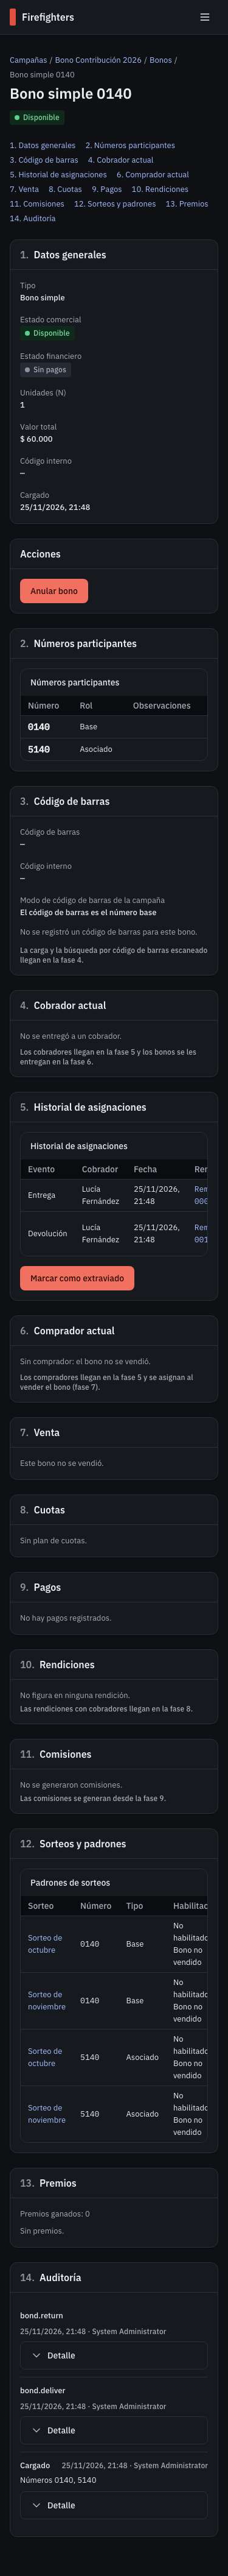 Firefighters
Campañas / Bono Contribución 2026 / Bonos /
Bono simple 0140
Bono simple 0140
Disponible
1. Datos generales 2. Números participantes
3. Código de barras 4. Cobrador actual
5. Historial de asignaciones 6. Comprador actual
7. Venta 8. Cuotas 9. Pagos 10. Rendiciones
11. Comisiones 12. Sorteos y padrones 13. Premios
14. Auditoría
1. Datos generales
Tipo
Bono simple
Estado comercial
Disponible
Estado financiero
Sin pagos
Unidades (N)
1
Valor total
$ 60.000
Código interno
—
Cargado
25/11/2026, 21:48
Acciones
Anular bono
2. Números participantes
Números participantes
Número Rol Observaciones
0140 Base
5140 Asociado
3. Código de barras
Código de barras
—
Código interno
—
Modo de código de barras de la campaña
El código de barras es el número base
No se registró un código de barras para este bono.
La carga y la búsqueda por código de barras escaneado
llegan en la fase 4.
4. Cobrador actual
No se entregó a un cobrador.
Los cobradores llegan en la fase 5 y los bonos se les
entregan en la fase 6.
5. Historial de asignaciones
Historial de asignaciones
Evento Cobrador Fecha Rem
Entrega Lucía Fernández 25/11/2026, 21:48 Rem 000
Devolución Lucía Fernández 25/11/2026, 21:48 Rem 001
Marcar como extraviado
6. Comprador actual
Sin comprador: el bono no se vendió.
Los compradores llegan en la fase 5 y se asignan al
vender el bono (fase 7).
7. Venta
Este bono no se vendió.
8. Cuotas
Sin plan de cuotas.
9. Pagos
No hay pagos registrados.
10. Rendiciones
No figura en ninguna rendición.
Las rendiciones con cobradores llegan en la fase 8.
11. Comisiones
No se generaron comisiones.
Las comisiones se generan desde la fase 9.
12. Sorteos y padrones
Padrones de sorteos
Sorteo Número Tipo Habilitac
Sorteo de octubre 0140 Base No habilitado Bono no vendido
Sorteo de noviembre 0140 Base No habilitado Bono no vendido
Sorteo de octubre 5140 Asociado No habilitado Bono no vendido
Sorteo de noviembre 5140 Asociado No habilitado Bono no vendido
13. Premios
Premios ganados: 0
Sin premios.
14. Auditoría
bond.return
25/11/2026, 21:48 · System Administrator
Detalle
bond.deliver
25/11/2026, 21:48 · System Administrator
Detalle
Cargado 25/11/2026, 21:48 · System Administrator
Números 0140, 5140
Detalle